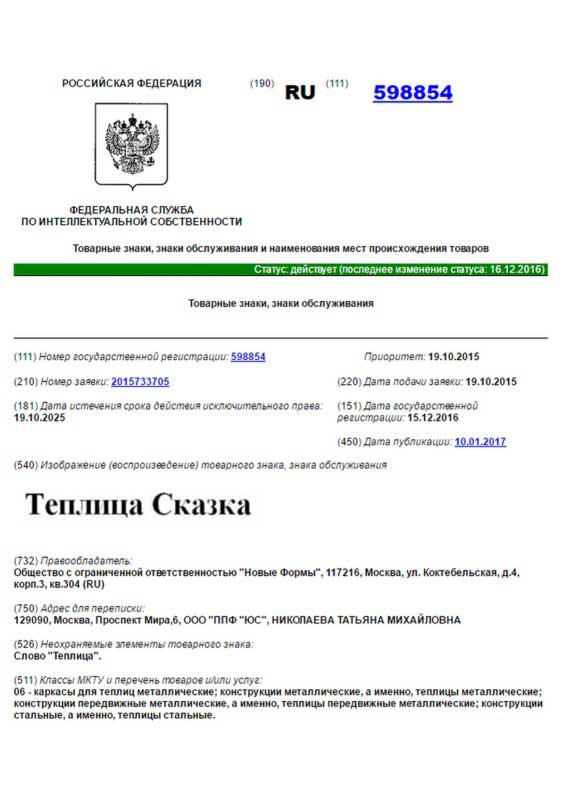 РОССИЙСКАЯ ФЕДЕРАЦИЯ
(190) RU (111) 598854
ФЕДЕРАЛЬНАЯ СЛУЖБА
ПО ИНТЕЛЛЕКТУАЛЬНОЙ СОБСТВЕННОСТИ
Товарные знаки, знаки обслуживания и наименования мест происхождения товаров
Статус: действует (последнее изменение статуса: 16.12.2016)
Товарные знаки, знаки обслуживания
(111) Номер государственной регистрации: 598854
Приоритет: 19.10.2015
(210) Номер заявки: 2015733705
(220) Дата подачи заявки: 19.10.2015
(181) Дата истечения срока действия исключительного права:
19.10.2025
(151) Дата государственной
регистрации: 15.12.2016
(450) Дата публикации: 10.01.2017
(540) Изображение (воспроизведение) товарного знака, знака обслуживания
Теплица Сказка
(732) Правообладатель:
Общество с ограниченной ответственностью "Новые Формы", 117216, Москва, ул. Коктебельская, д.4,
корп.3, кв.304 (RU)
(750) Адрес для переписки:
129090, Москва, Проспект Мира,6, ООО "ППФ "ЮС", НИКОЛАЕВА ТАТЬЯНА МИХАЙЛОВНА
(526) Неохраняемые элементы товарного знака:
Слово "Теплица".
(511) Классы МКТУ и перечень товаров и/или услуг:
06 - каркасы для теплиц металлические; конструкции металлические, а именно, теплицы металлические;
конструкции передвижные металлические, а именно, теплицы передвижные металлические; конструкции
стальные, а именно, теплицы стальные.